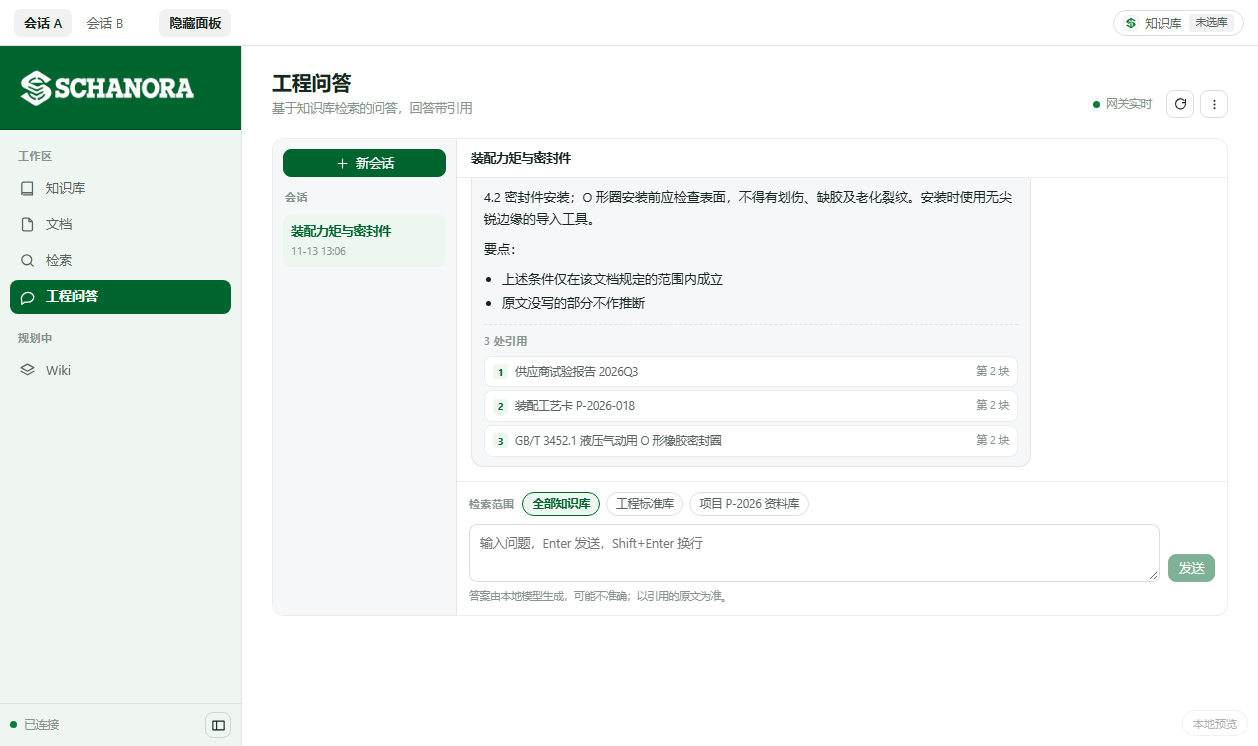 会话 A
会话 B
隐藏面板
知识库
未选库
SCHANORA
工作区
知识库
文档
检索
工程问答
规划中
Wiki
已连接
工程问答
基于知识库检索的问答，回答带引用
网关实时
+ 新会话
会话
装配力矩与密封件
11-13 13:06
装配力矩与密封件
4.2 密封件安装；O 形圈安装前应检查表面，不得有划伤、缺胶及老化裂纹。安装时使用无尖
锐边缘的导入工具。
要点：
• 上述条件仅在该文档规定的范围内成立
• 原文没写的部分不作推断
3 处引用
1 供应商试验报告 2026Q3 第 2 块
2 装配工艺卡 P-2026-018 第 2 块
3 GB/T 3452.1 液压气动用 O 形橡胶密封圈 第 2 块
检索范围 全部知识库 工程标准库 项目 P-2026 资料库
输入问题，Enter 发送，Shift+Enter 换行
发送
答案由本地模型生成，可能不准确；以引用的原文为准。
本地预览